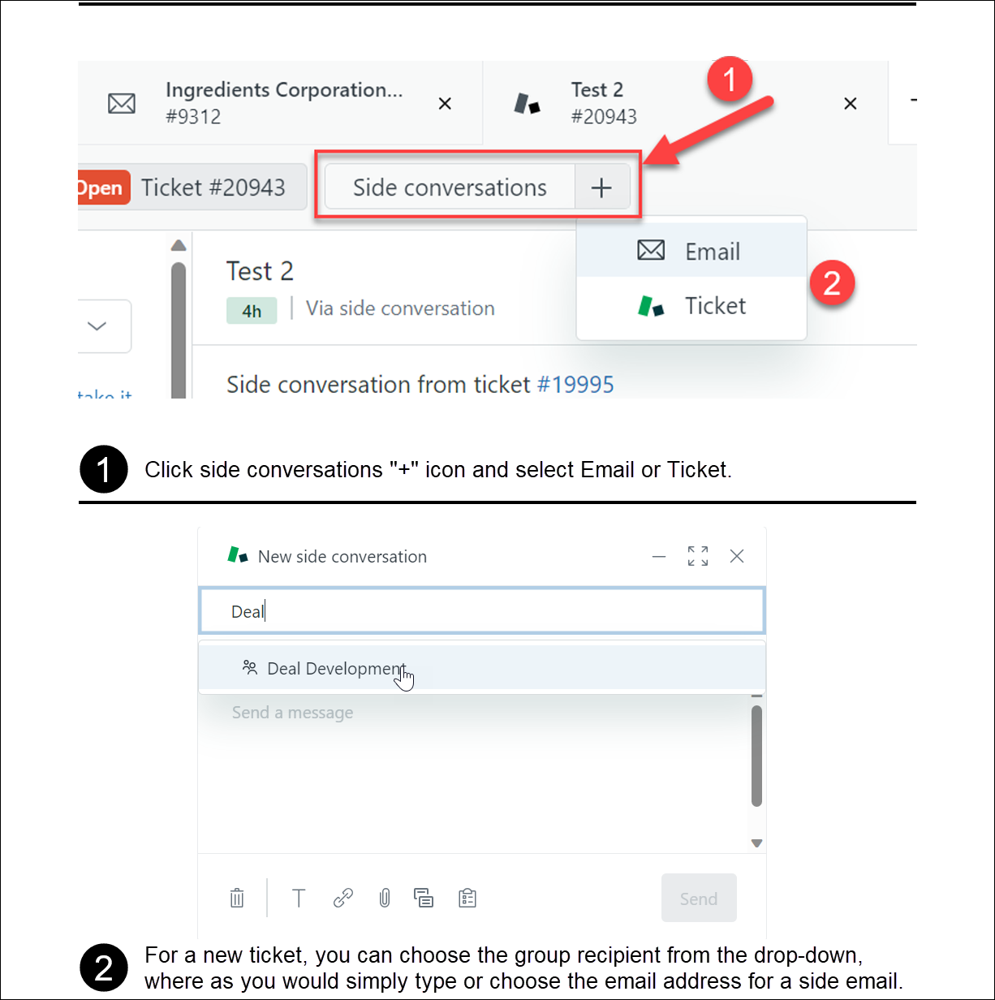 Ingredients Corporation...
#9312
Test 2
#20943
1
Open
Ticket #20943
Side conversations +
Email
2
Ticket
Test 2
4h
Via side conversation
take it
Side conversation from ticket #19995
1 Click side conversations "+" icon and select Email or Ticket.
New side conversation
Deal
Deal Development
Send a message
T
Send
2 For a new ticket, you can choose the group recipient from the drop-down,
where as you would simply type or choose the email address for a side email.